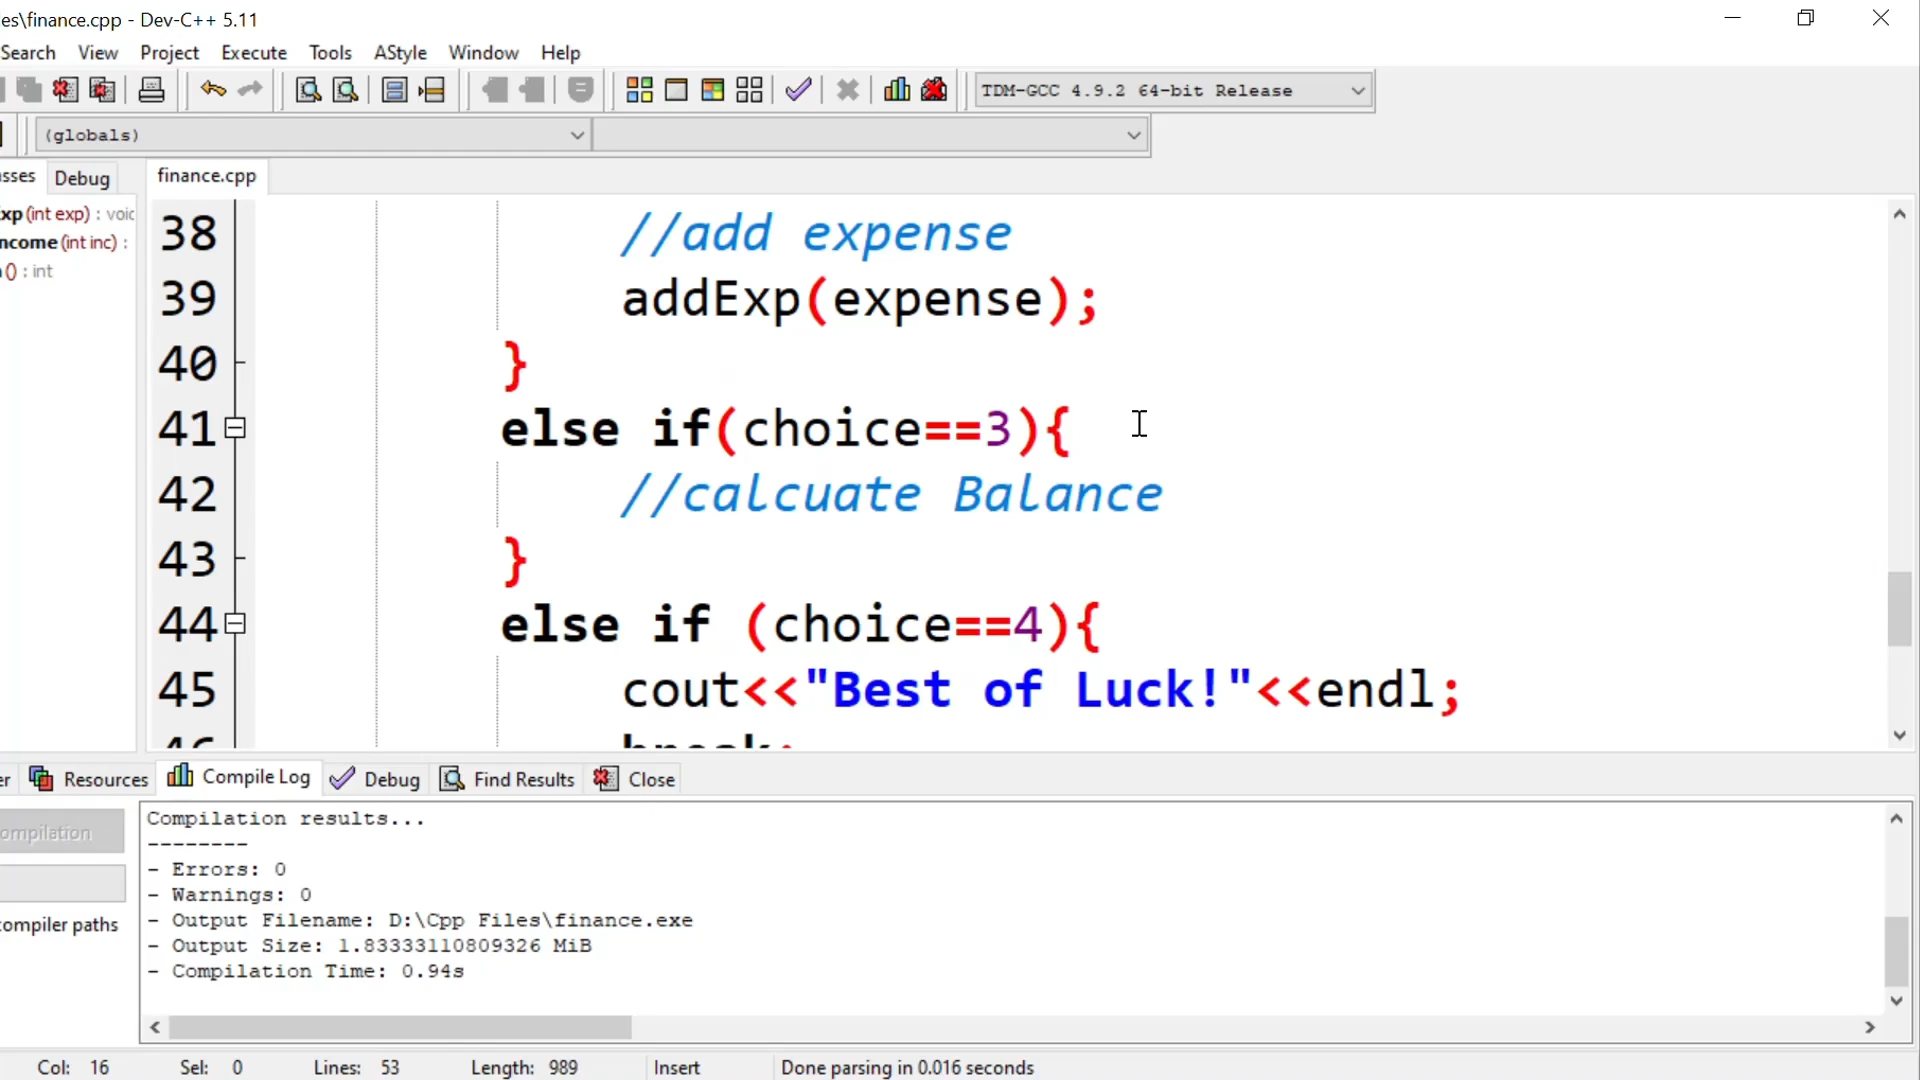 es\finance.cpp - Dev-C++ 5.11
Search View Project Execute Tools AStyle Window Help
TDM-GCC 4.9.2 64-bit Release
(globals)
sses Debug finance.cpp
xp (int exp) : voic
ncome (int inc) :
() : int
38 //add expense
39 addExp(expense);
40 }
41 else if(choice==3){
42 //calcuate Balance
43 }
44 else if (choice==4){
45 cout<<"Best of Luck!"<<endl;
46 break;
er Resources Compile Log Debug Find Results Close
ompilation
ompiler paths
Compilation results...
--------
- Errors: 0
- Warnings: 0
- Output Filename: D:\Cpp Files\finance.exe
- Output Size: 1.83333110809326 MiB
- Compilation Time: 0.94s
Col: 16 Sel: 0 Lines: 53 Length: 989 Insert Done parsing in 0.016 seconds